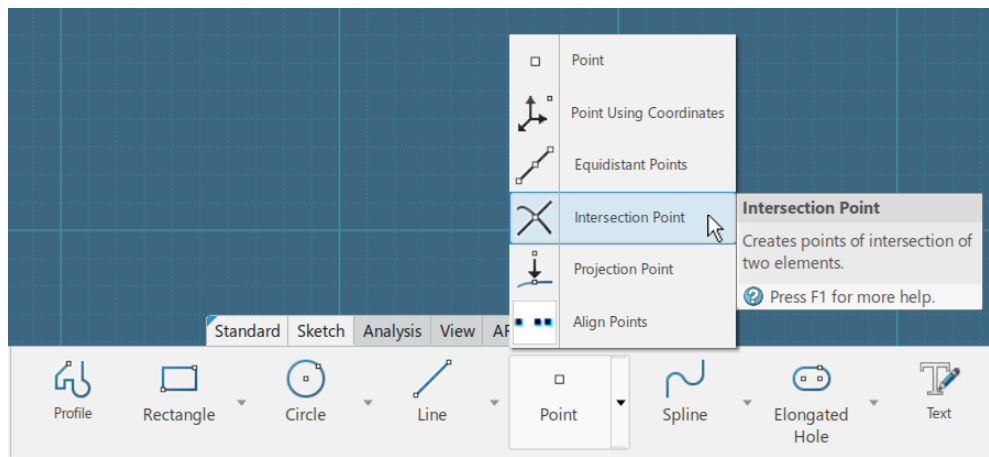 Point
Point Using Coordinates
Equidistant Points
Intersection Point
Projection Point
Align Points
Intersection Point
Creates points of intersection of
two elements.
Press F1 for more help.
Standard Sketch Analysis View
Profile
Rectangle
Circle
Line
Point
Spline
Elongated
Hole
Text